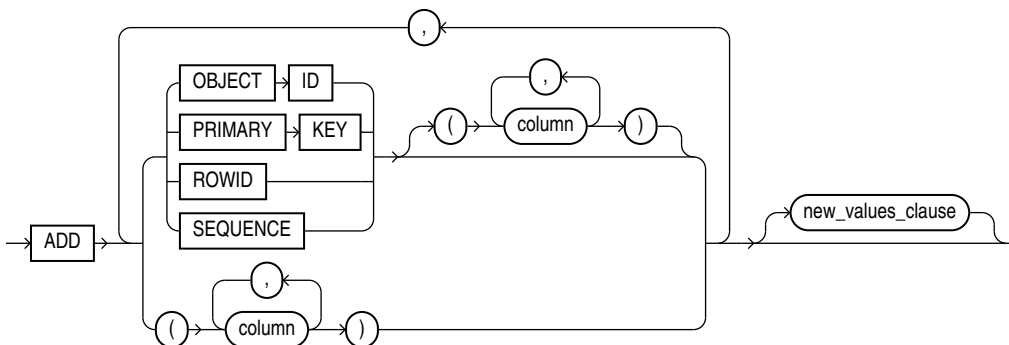 ,
OBJECT ID
,
PRIMARY KEY
( column )
ROWID
SEQUENCE
new_values_clause
ADD
,
( column )